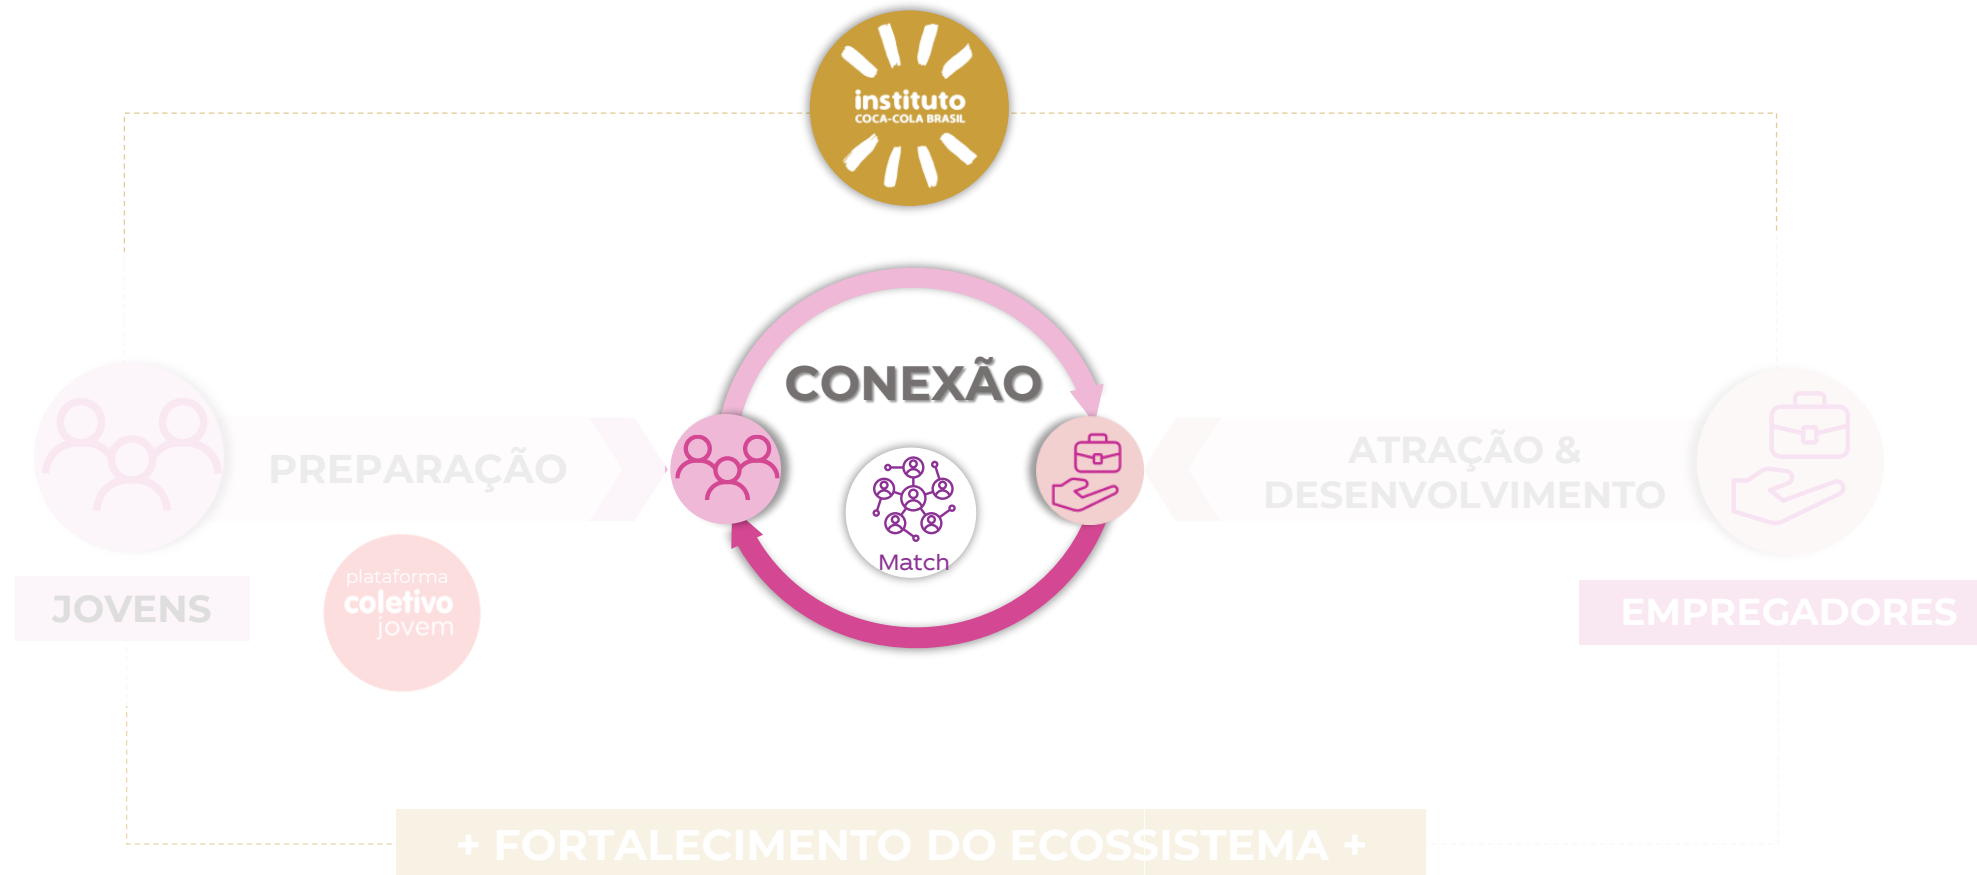 instituto
COCA-COLA BRASIL
CONEXÃO
PREPARAÇÃO
ATRAÇÃO &
DESENVOLVIMENTO
Match
plataforma
coletivo
jovem
JOVENS
EMPREGADORES
+ FORTALECIMENTO DO ECOSSISTEMA +